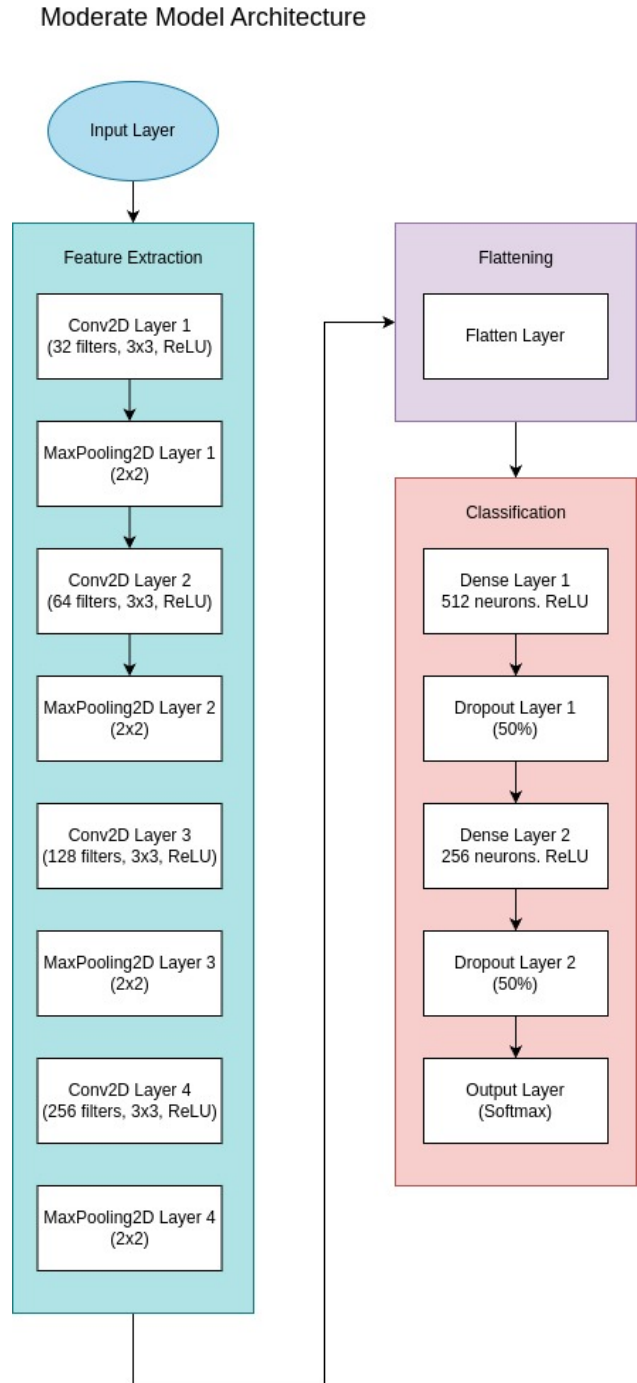 Moderate Model Architecture
Input Layer
Feature Extraction
Conv2D Layer 1
(32 filters, 3x3, ReLU)
MaxPooling2D Layer 1
(2x2)
Conv2D Layer 2
(64 filters, 3x3, ReLU)
MaxPooling2D Layer 2
(2x2)
Conv2D Layer 3
(128 filters, 3x3, ReLU)
MaxPooling2D Layer 3
(2x2)
Conv2D Layer 4
(256 filters, 3x3, ReLU)
MaxPooling2D Layer 4
(2x2)
Flattening
Flatten Layer
Classification
Dense Layer 1
512 neurons. ReLU
Dropout Layer 1
(50%)
Dense Layer 2
256 neurons. ReLU
Dropout Layer 2
(50%)
Output Layer
(Softmax)